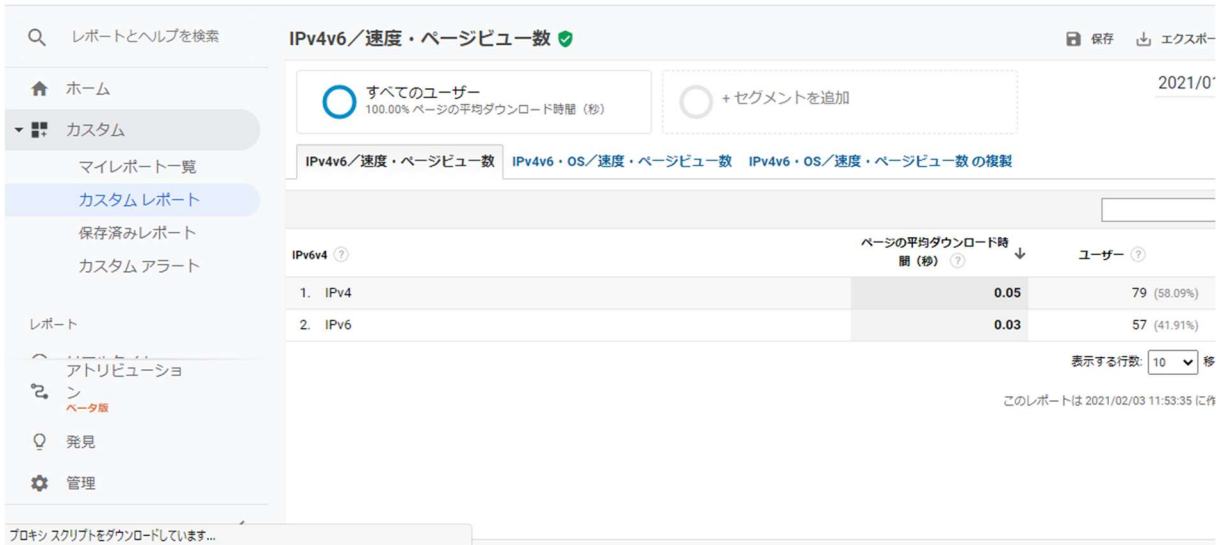 レポートとヘルプを検索
IPv4v6／速度・ページビュー数
保存
エクスポー
ホーム
カスタム
マイレポート一覧
カスタム レポート
保存済みレポート
カスタム アラート
レポート
アトリビューショ
ン
ベータ版
発見
管理
プロキシ スクリプトをダウンロードしています...
すべてのユーザー
100.00% ページの平均ダウンロード時間（秒）
+ セグメントを追加
2021/01
IPv4v6／速度・ページビュー数 IPv4v6・OS／速度・ページビュー数 IPv4v6・OS／速度・ページビュー数 の複製
IPv6v4 ?
ページの平均ダウンロード時
間（秒） ?
ユーザー ?
1. IPv4 0.05 79 (58.09%)
2. IPv6 0.03 57 (41.91%)
表示する行数: 10 移
このレポートは 2021/02/03 11:53:35 に作